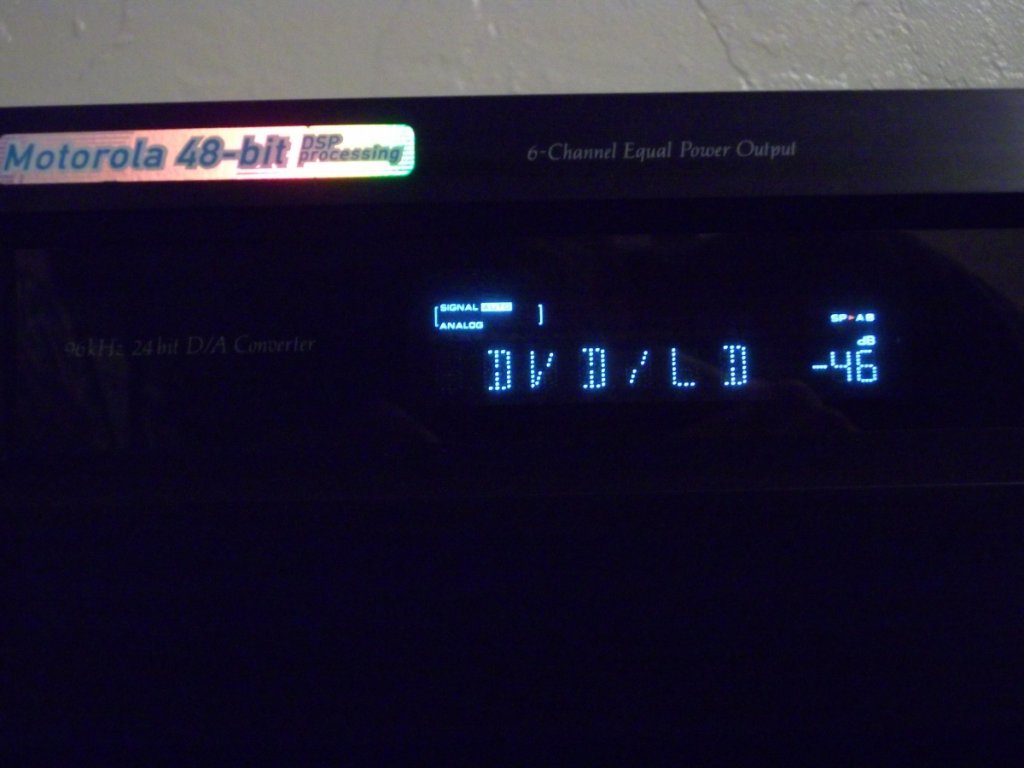 Motorola 48-bit DSP processing
6-Channel Equal Power Output
SIGNAL AUTO
ANALOG
SP►AB
96kHz 24bit D/A Converter
dB
DVD/LD
-46